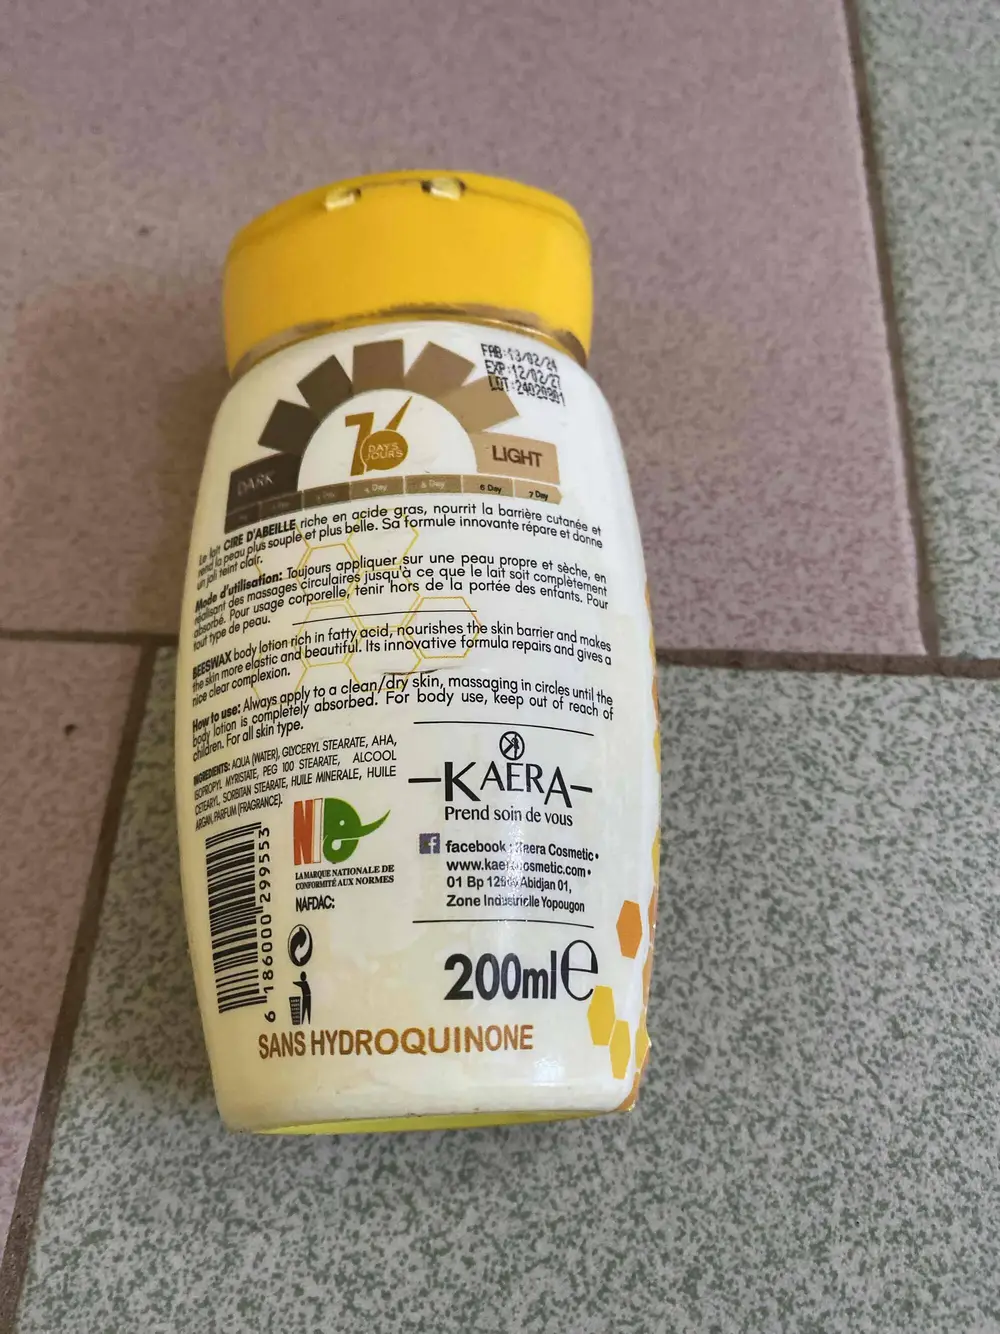 FAB:13/02/24
EXP:12/02/27
LOT:24020901
7
DAYS
JOURS
DARK
LIGHT
4 Day
5 Day
6 Day
7 Day
Le lait CIRE D'ABEILLE riche en acide gras, nourrit la barrière cutanée et
rend la peau plus souple et plus belle. Sa formule innovante répare et donne
un joli teint clair.
Mode d'utilisation: Toujours appliquer sur une peau propre et sèche, en
réalisant des massages circulaires jusqu'à ce que le lait soit complètement
absorbé. Pour usage corporelle, tenir hors de la portée des enfants. Pour
tout type de peau.
BEESWAX body lotion rich in fatty acid, nourishes the skin barrier and makes
the skin more elastic and beautiful. Its innovative formula repairs and gives a
nice clear complexion.
How to use: Always apply to a clean/dry skin, massaging in circles until the
body lotion is completely absorbed. For body use, keep out of reach of
children. For all skin type.
INGREDIENTS: AQUA (WATER), GLYCERYL STEARATE, AHA,
ISOPROPYL MYRISTATE, PEG 100 STEARATE, ALCOOL
CETEARYL, SORBITAN STEARATE, HUILE MINERALE, HUILE
ARGAN, PARFUM (FRAGRANCE).
KAERA
Prend soin de vous
NIe
LA MARQUE NATIONALE DE
CONFORMITÉ AUX NORMES
NAFDAC:
facebook : Kaera Cosmetic•
www.kaeracosmetic.com•
01 Bp Abidjan 01,
Zone Industrielle Yopougon
6 186000 299553
200ml e
SANS HYDROQUINONE